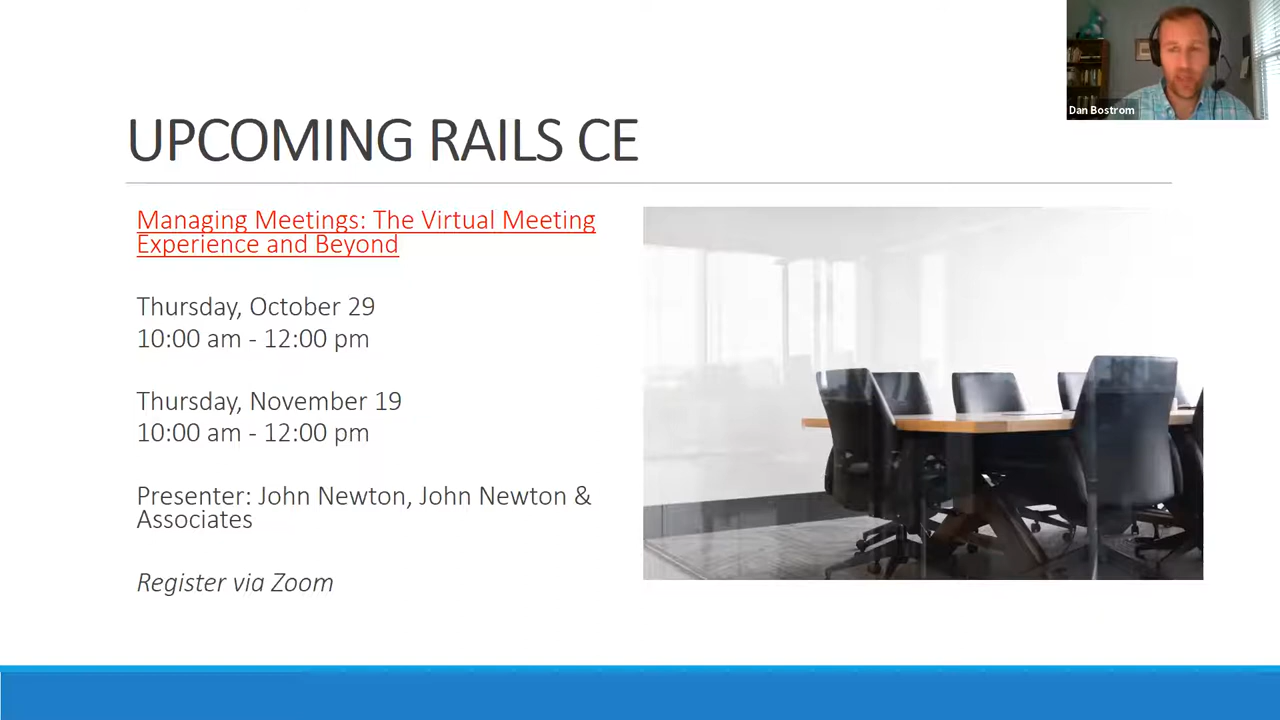 Dan Bostrom
UPCOMING RAILS CE
Managing Meetings: The Virtual Meeting
Experience and Beyond
Thursday, October 29
10:00 am - 12:00 pm
Thursday, November 19
10:00 am - 12:00 pm
Presenter: John Newton, John Newton &
Associates
Register via Zoom